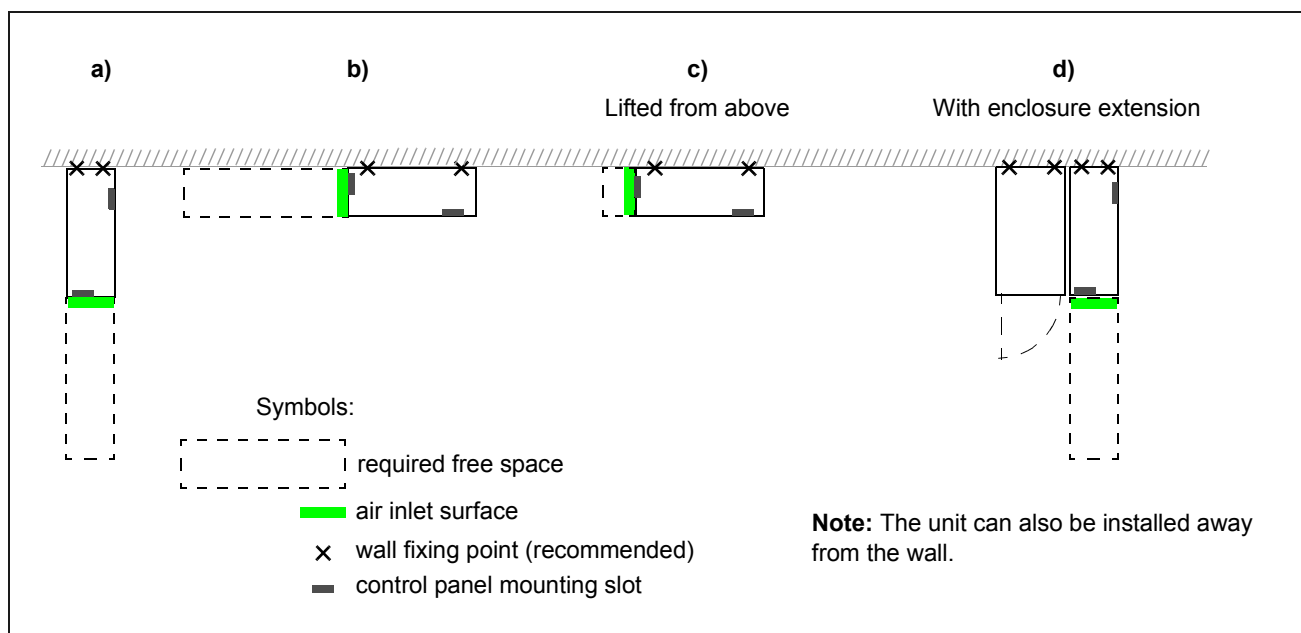 a)
b)
c)
d)
Lifted from above
With enclosure extension
Symbols:
required free space
air inlet surface
wall fixing point (recommended)
control panel mounting slot
Note: The unit can also be installed away
from the wall.